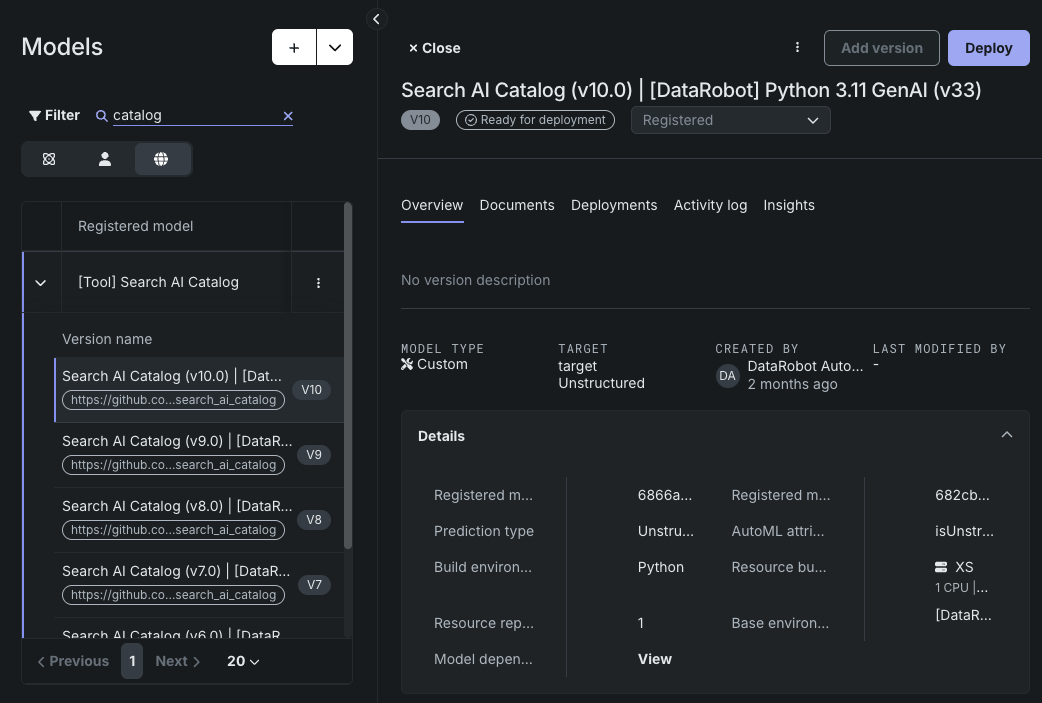 Models
Filter
catalog
Registered model
[Tool] Search AI Catalog
Version name
Search AI Catalog (v10.0) | [Dat...
https://github.co...search_ai_catalog
V10
Search AI Catalog (v9.0) | [DataR...
https://github.co...search_ai_catalog
V9
Search AI Catalog (v8.0) | [DataR...
https://github.co...search_ai_catalog
V8
Search AI Catalog (v7.0) | [DataR...
https://github.co...search_ai_catalog
V7
Search AI Catalog (v6.0) | [DataR
Previous 1 Next 20
× Close
Add version
Deploy
Search AI Catalog (v10.0) | [DataRobot] Python 3.11 GenAI (v33)
V10 Ready for deployment Registered
Overview Documents Deployments Activity log Insights
No version description
MODEL TYPE
Custom
TARGET
target
Unstructured
CREATED BY
DA
DataRobot Auto...
2 months ago
LAST MODIFIED BY
-
Details
Registered m... 6866a... Registered m... 682cb...
Prediction type Unstru... AutoML attri... isUnstr...
Build environ... Python Resource bu... XS
1 CPU |...
Resource rep... 1 Base environ... [DataR...
Model depen... View